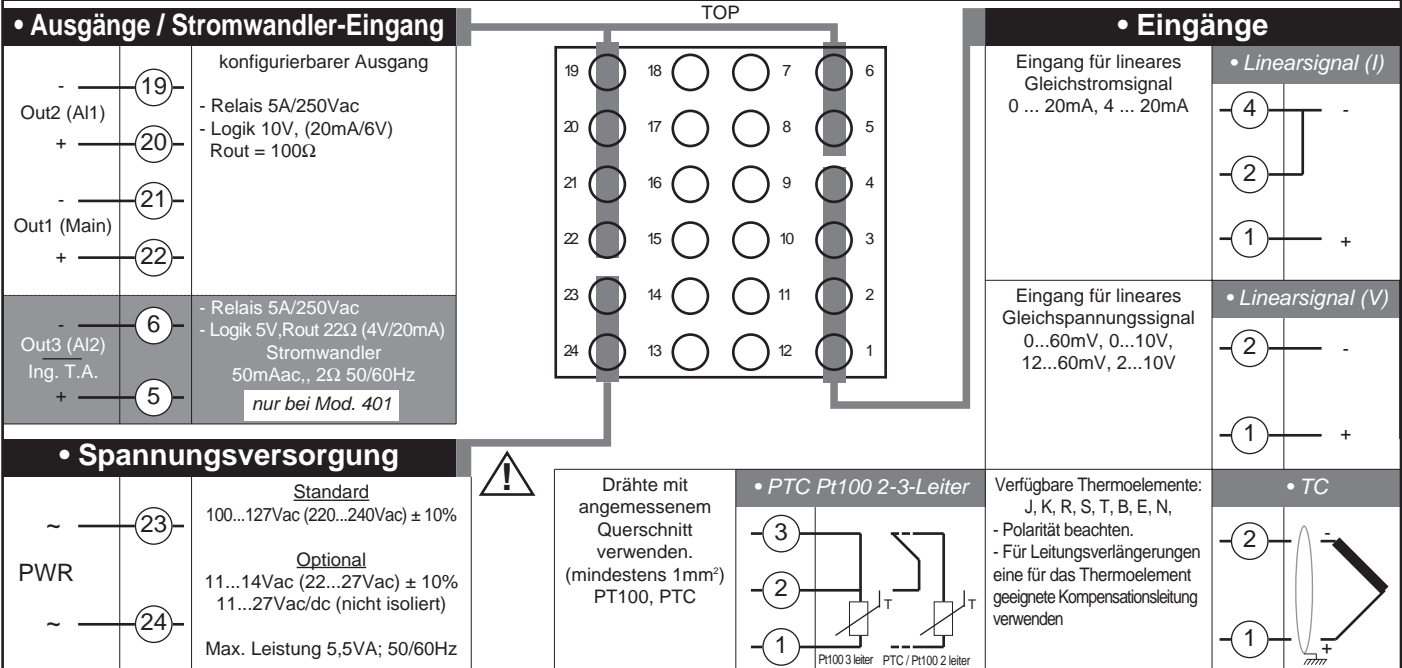 • Ausgänge / Stromwandler-Eingang
-
Out2 (Al1)
+
19
20
-
Out1 (Main)
+
21
22
konfigurierbarer Ausgang
- Relais 5A/250Vac
- Logik 10V, (20mA/6V)
Rout = 100Ω
-
Out3 (Al2)
Ing. T.A.
+
6
5
- Relais 5A/250Vac
- Logik 5V,Rout 22Ω (4V/20mA)
Stromwandler
50mAac,, 2Ω 50/60Hz
nur bei Mod. 401
• Spannungsversorgung
~
PWR
~
23
24
Standard
100...127Vac (220...240Vac) ± 10%
Optional
11...14Vac (22...27Vac) ± 10%
11...27Vac/dc (nicht isoliert)
Max. Leistung 5,5VA; 50/60Hz
TOP
19 18 7 6
20 17 8 5
21 16 9 4
22 15 10 3
23 14 11 2
24 13 12 1
!
Drähte mit
angemessenem
Querschnitt
verwenden.
(mindestens 1mm²)
PT100, PTC
• PTC Pt100 2-3-Leiter
3
2
1
T
T
Pt100 3 leiter
PTC / Pt100 2 leiter
• Eingänge
Eingang für lineares
Gleichstromsignal
0 ... 20mA, 4 ... 20mA
• Linearsignal (I)
4 -
2
1 +
Eingang für lineares
Gleichspannungssignal
0...60mV, 0...10V,
12...60mV, 2...10V
• Linearsignal (V)
2 -
1 +
Verfügbare Thermoelemente:
J, K, R, S, T, B, E, N,
- Polarität beachten.
- Für Leitungsverlängerungen
eine für das Thermoelement
geeignete Kompensationsleitung
verwenden
• TC
2 -
1 +